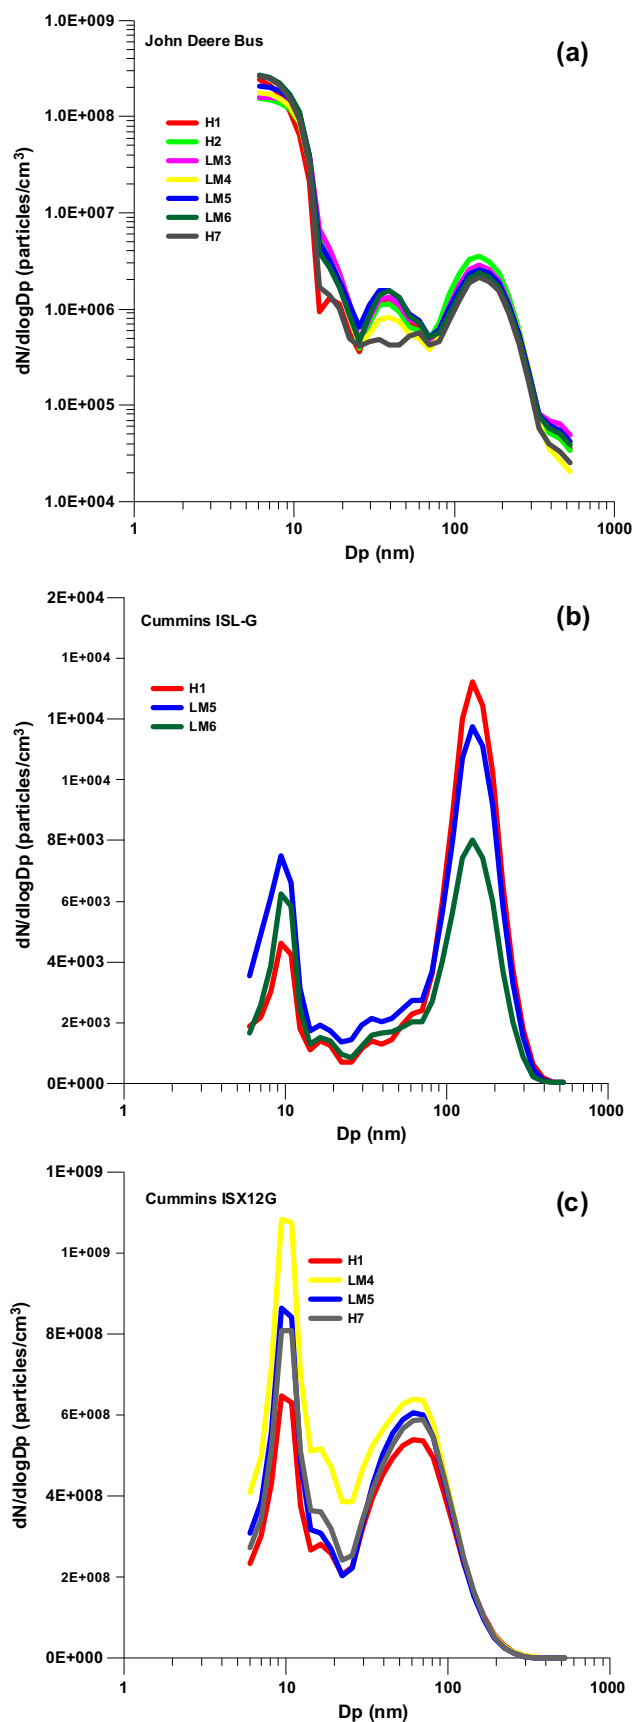 1.0E+009
John Deere Bus
(a)
1.0E+008
H1
H2
LM3
LM4
LM5
LM6
H7
1.0E+007
1.0E+006
1.0E+005
1.0E+004
dN/dlogDp (particles/cm³)
1 10 100 1000
Dp (nm)
2E+004
Cummins ISL-G
(b)
1E+004
H1
LM5
LM6
1E+004
1E+004
8E+003
6E+003
4E+003
2E+003
0E+000
dN/dlogDp (particles/cm³)
1 10 100 1000
Dp (nm)
1E+009
Cummins ISX12G
(c)
1E+009
H1
LM4
LM5
H7
8E+008
6E+008
4E+008
2E+008
0E+000
dN/dlogDp (particles/cm³)
1 10 100 1000
Dp (nm)